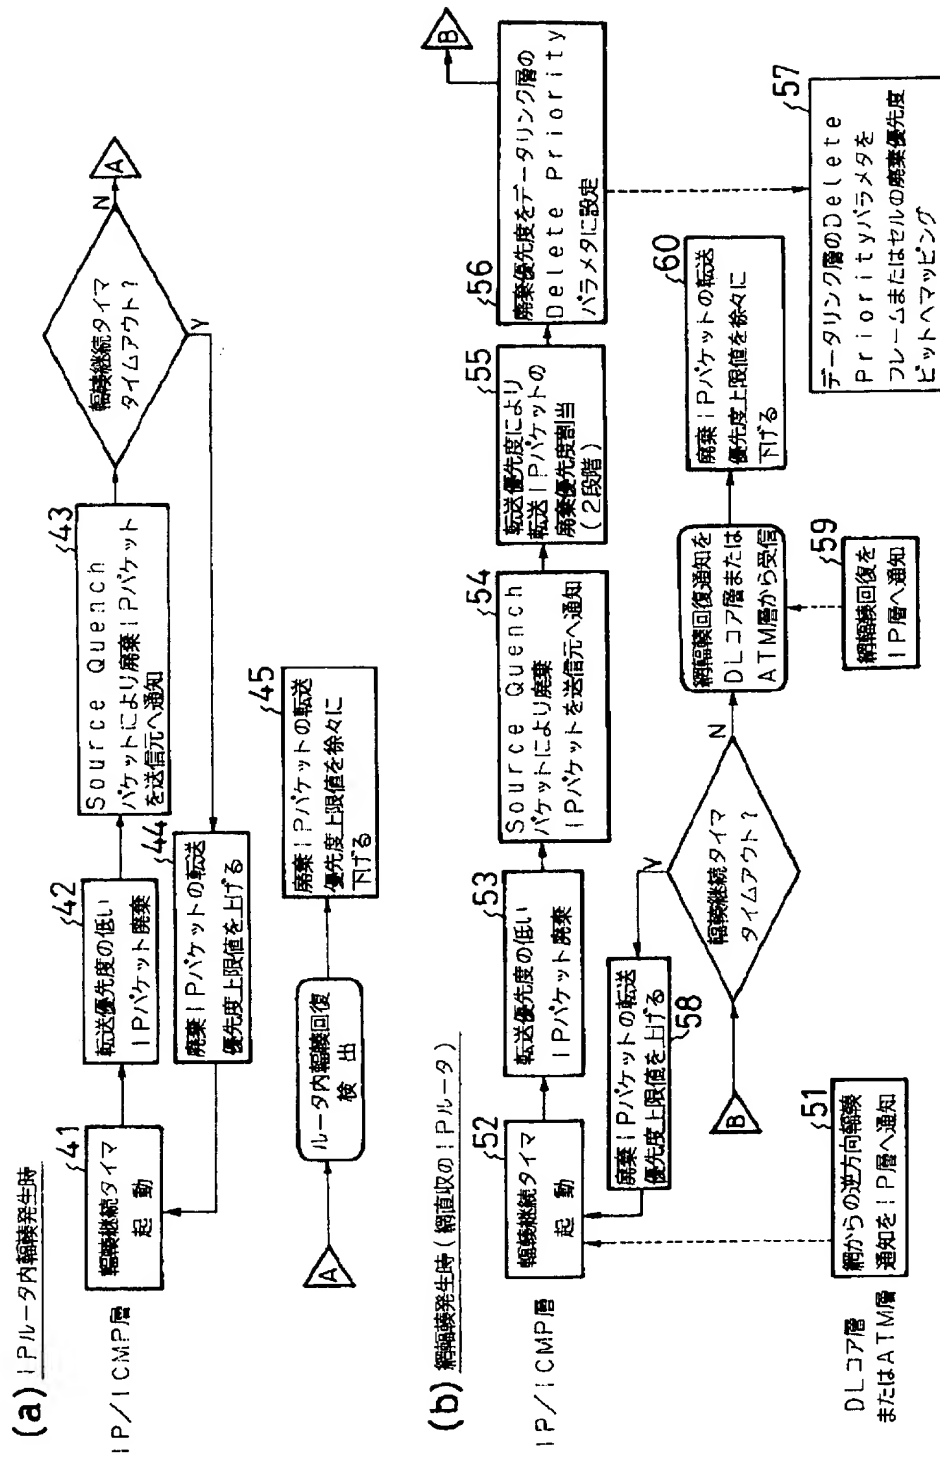 (a) IPルータ内輻輳発生時
IP/ICMP層
41
輻輳継続タイマ
起動
42
転送優先度の低い
IPパケット廃棄
43
Source Quench
パケットにより廃棄IPパケット
を送信元へ通知
輻輳継続タイマ
タイムアウト?
N
A
Y
44
廃棄IPパケットの転送
優先度上限値を上げる
A
ルータ内輻輳回復
検出
45
廃棄IPパケットの転送
優先度上限値を徐々に
下げる
(b) 網輻輳発生時(網直収のIPルータ)
IP/ICMP層
52
輻輳継続タイマ
起動
53
転送優先度の低い
IPパケット廃棄
54
Source Quench
パケットにより廃棄
IPパケットを送信元へ通知
55
転送優先度により
転送IPパケットの
廃棄優先度割当
(2段階)
56
廃棄優先度をデータリンク層の
Delete Priority
パラメタに設定
B
58
廃棄IPパケットの転送
優先度上限値を上げる
B
輻輳継続タイマ
タイムアウト?
Y
N
網輻輳回復通知を
DLコア層または
ATM層から受信
60
廃棄IPパケットの転送
優先度上限値を徐々に
下げる
57
データリンク層のDelete
Priorityパラメタを
フレームまたはセルの廃棄優先度
ビットへマッピング
DLコア層
またはATM層
51
網からの逆方向輻輳
通知をIP層へ通知
59
網輻輳回復を
IP層へ通知